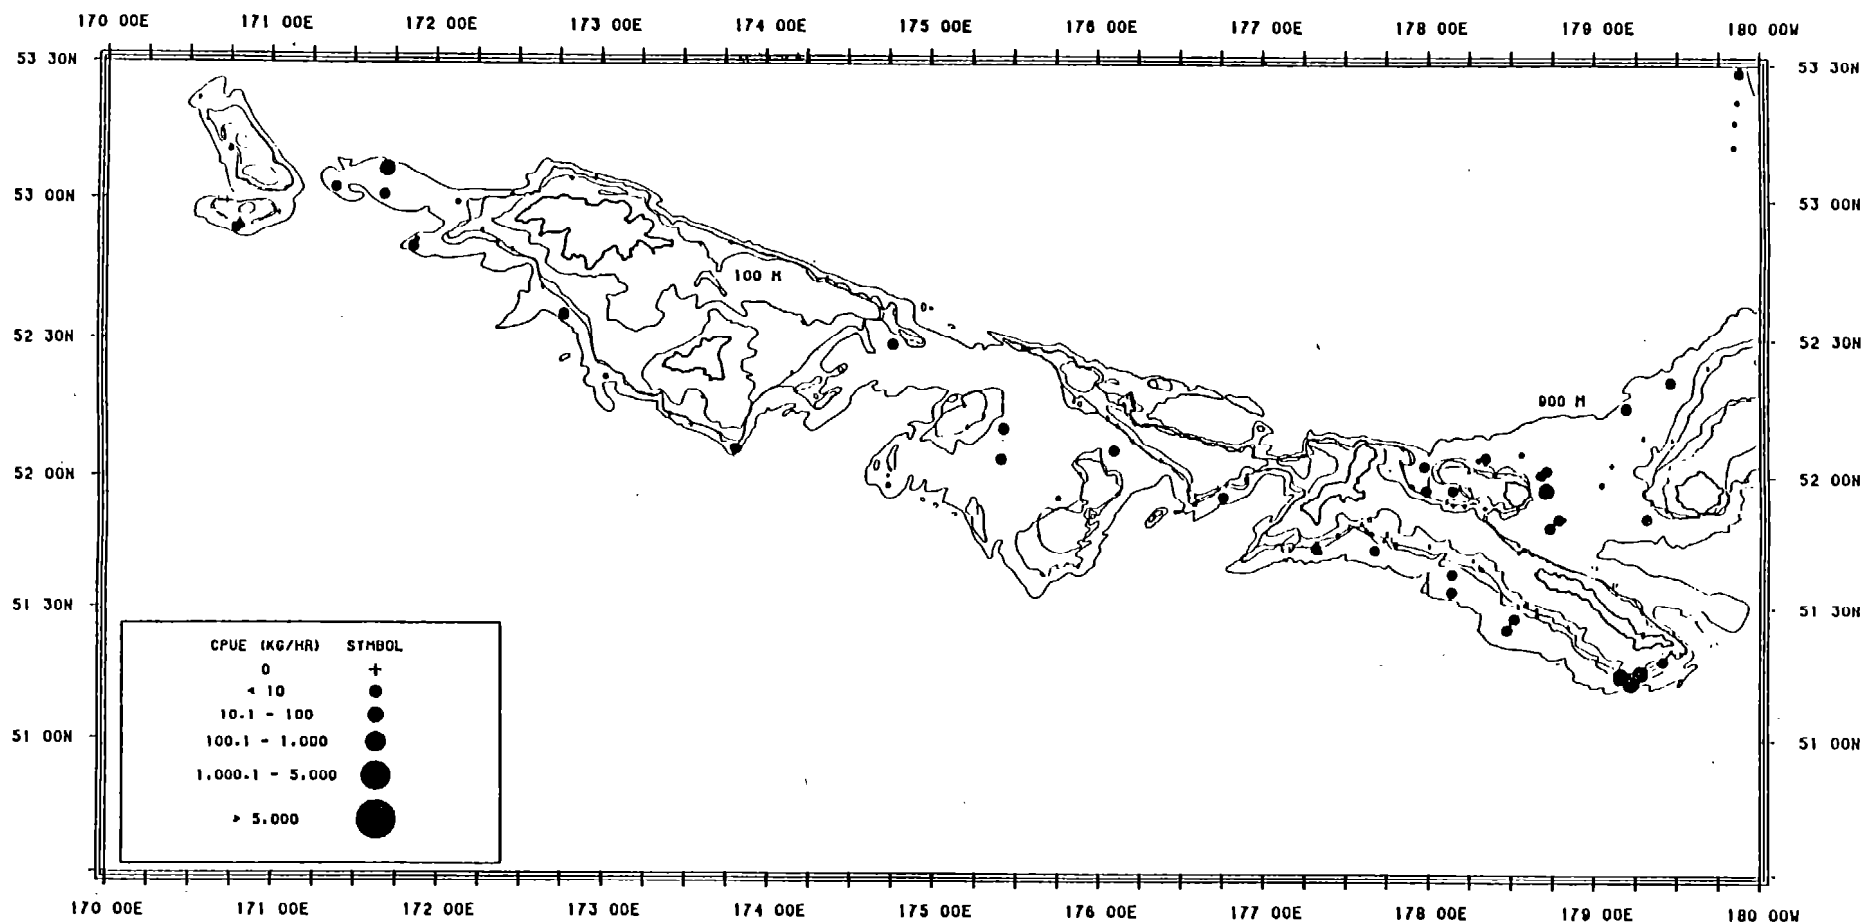 170 00E 171 00E 172 00E 173 00E 174 00E 175 00E 176 00E 177 00E 178 00E 179 00E 180 00W
53 30N 53 30N
53 00N 53 00N
100 M
52 30N 52 30N
900 M
52 00N 52 00N
51 30N 51 30N
CPUE (KG/HR) SYMBOL
0 +
< 10
10.1 - 100
51 00N 51 00N
100.1 - 1.000
1.000.1 - 5.000
> 5.000
170 00E 171 00E 172 00E 173 00E 174 00E 175 00E 176 00E 177 00E 178 00E 179 00E 180 00W